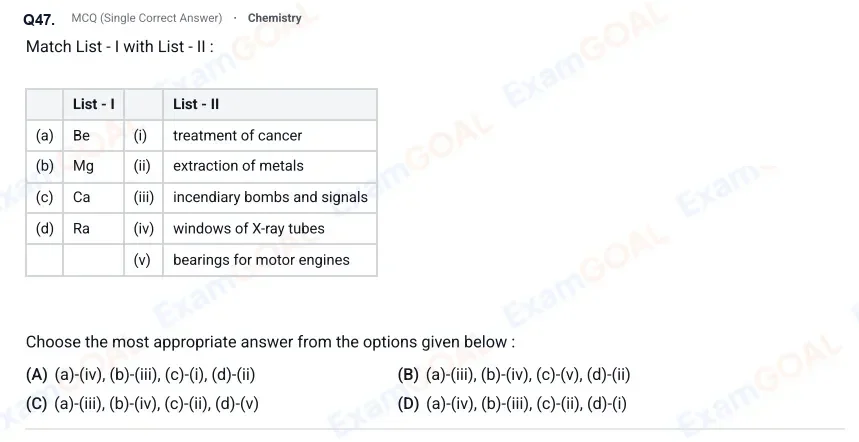 Q47. MCQ (Single Correct Answer) · Chemistry
Match List - I with List - II :
List - I List - II
(a) Be (i) treatment of cancer
(b) Mg (ii) extraction of metals
(c) Ca (iii) incendiary bombs and signals
(d) Ra (iv) windows of X-ray tubes
(v) bearings for motor engines
Choose the most appropriate answer from the options given below :
(A) (a)-(iv), (b)-(iii), (c)-(i), (d)-(ii) (B) (a)-(iii), (b)-(iv), (c)-(v), (d)-(ii)
(C) (a)-(iii), (b)-(iv), (c)-(ii), (d)-(v) (D) (a)-(iv), (b)-(iii), (c)-(ii), (d)-(i)
ExamGOAL